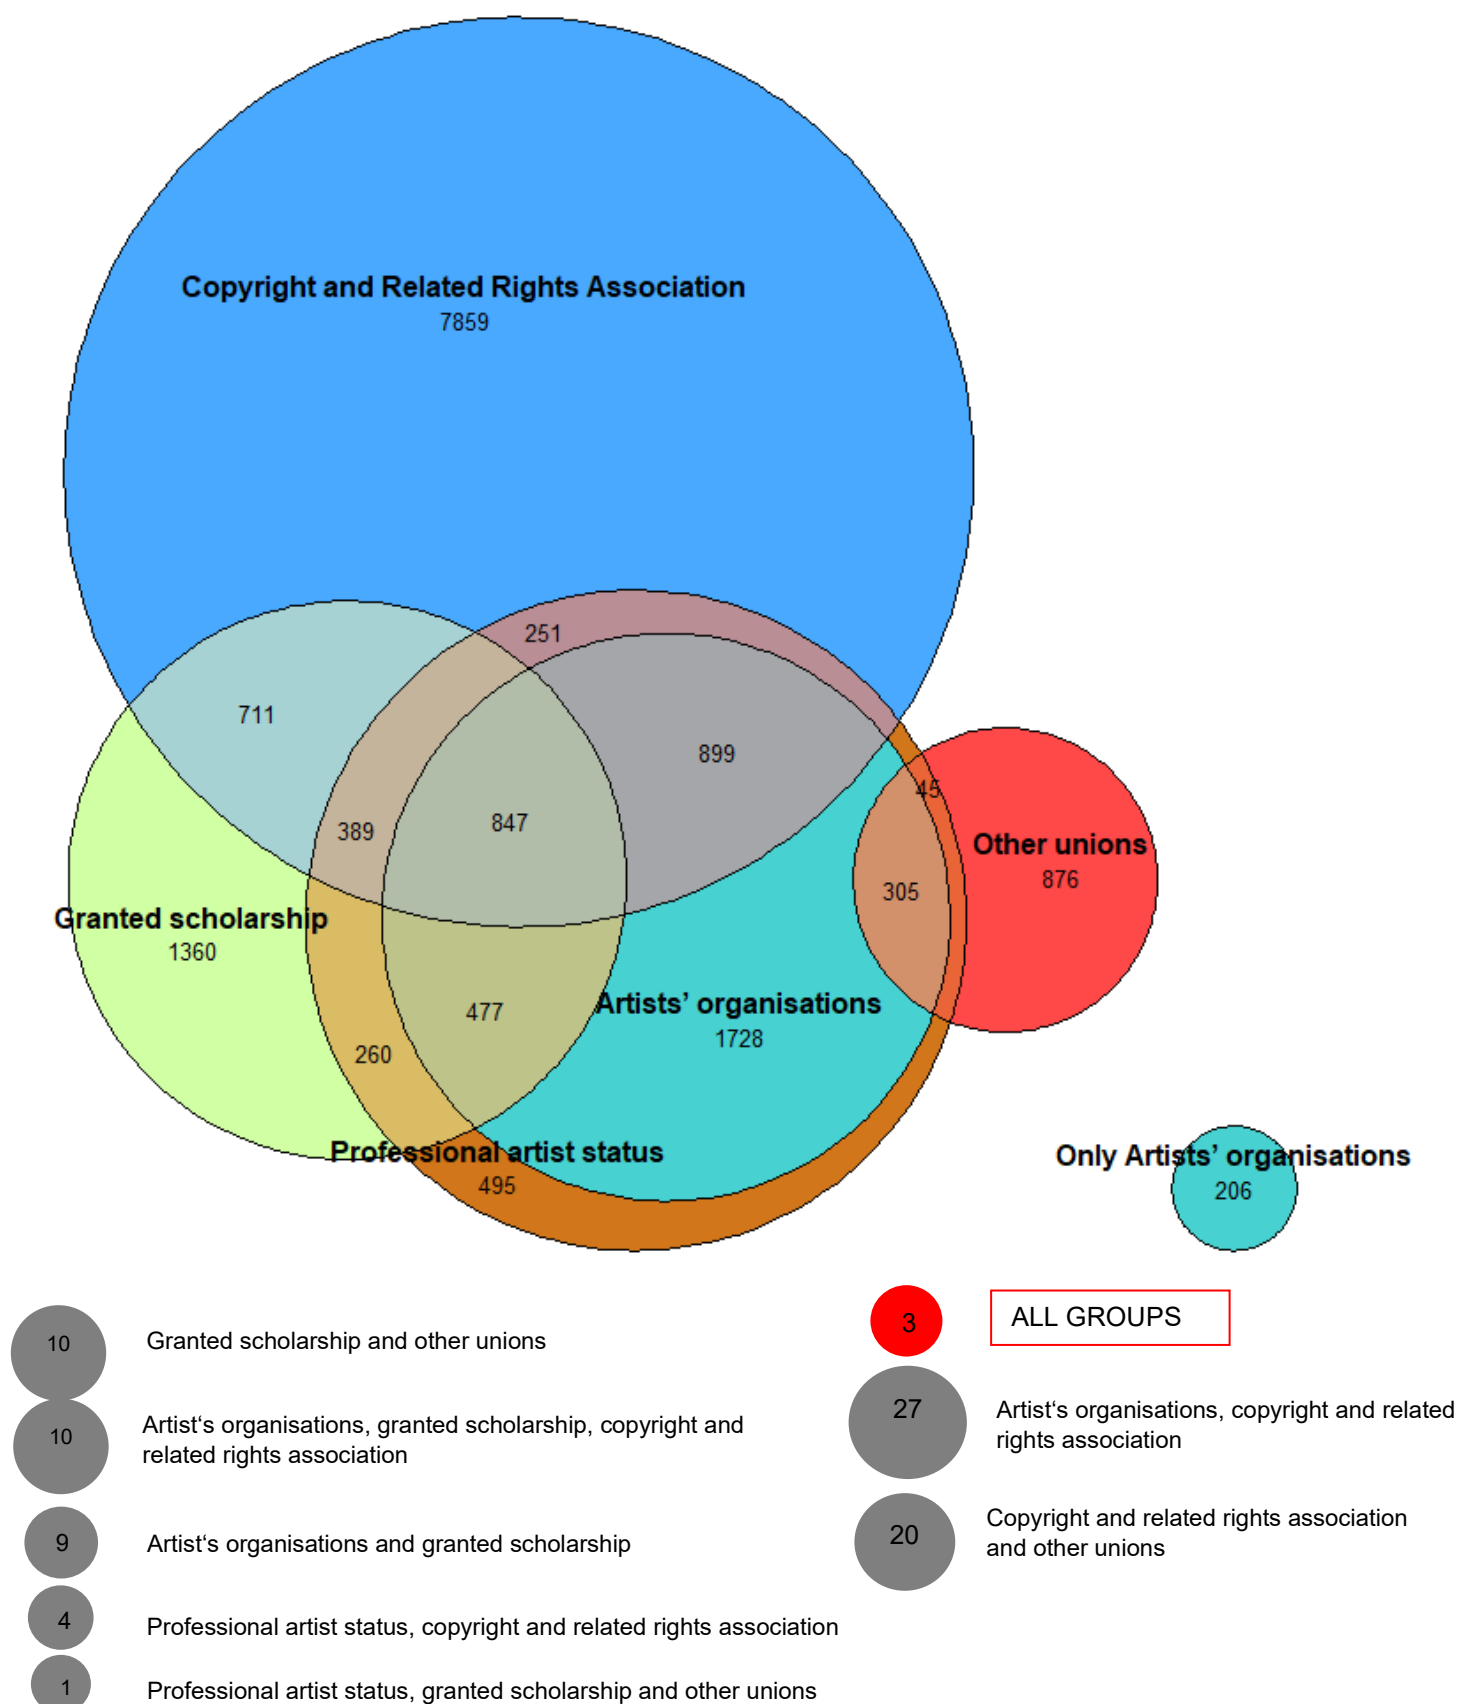 Copyright and Related Rights Association
7859
251
711
899
45
389
847
Other unions
876
305
Granted scholarship
1360
477
Artists’ organisations
1728
260
Professional artist status
495
Only Artists’ organisations
206
3
ALL GROUPS
10
Granted scholarship and other unions
27
Artist‘s organisations, copyright and related
rights association
10
Artist‘s organisations, granted scholarship, copyright and
related rights association
20
Copyright and related rights association
and other unions
9
Artist‘s organisations and granted scholarship
4
Professional artist status, copyright and related rights association
1
Professional artist status, granted scholarship and other unions